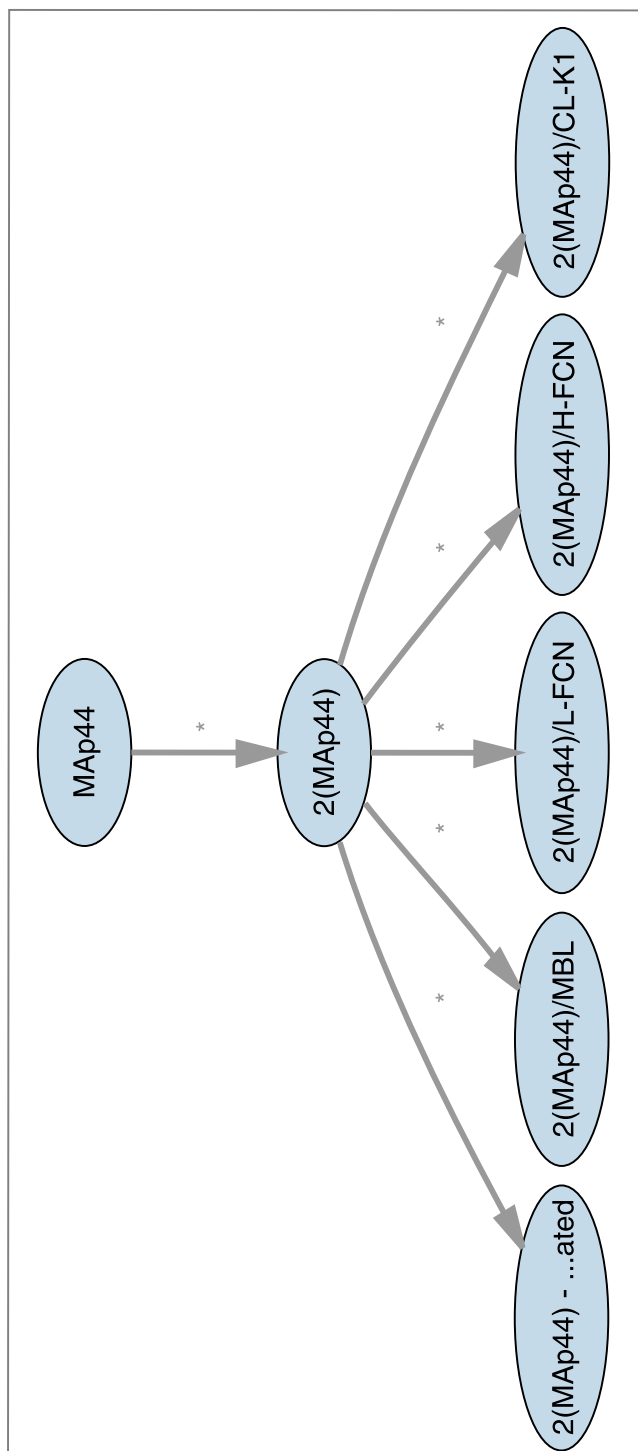 MAp44
*
2(MAp44)
*
*
*
*
*
2(MAp44) - ...ated
2(MAp44)/MBL
2(MAp44)/L-FCN
2(MAp44)/H-FCN
2(MAp44)/CL-K1